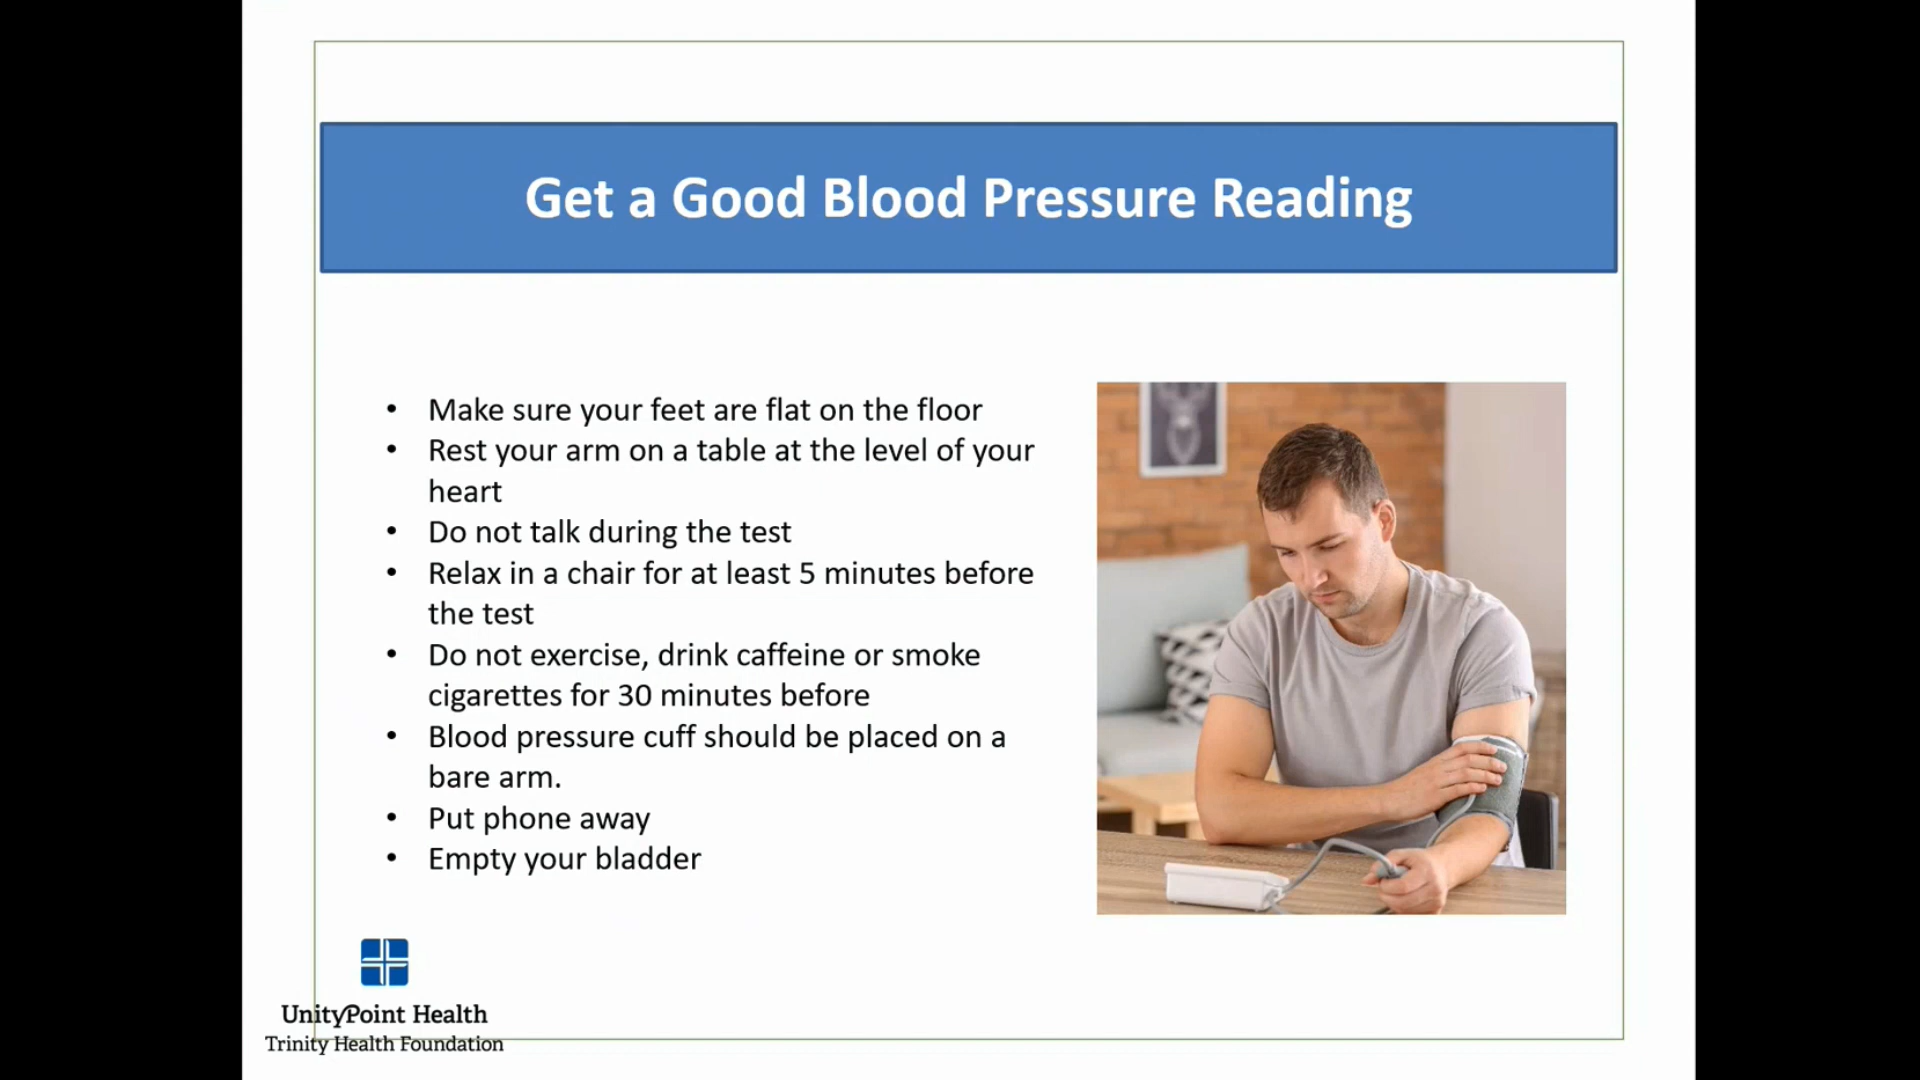 Get a Good Blood Pressure Reading
• Make sure your feet are flat on the floor
• Rest your arm on a table at the level of your
heart
• Do not talk during the test
• Relax in a chair for at least 5 minutes before
the test
• Do not exercise, drink caffeine or smoke
cigarettes for 30 minutes before
• Blood pressure cuff should be placed on a
bare arm.
• Put phone away
• Empty your bladder
UnityPoint Health
Trinity Health Foundation